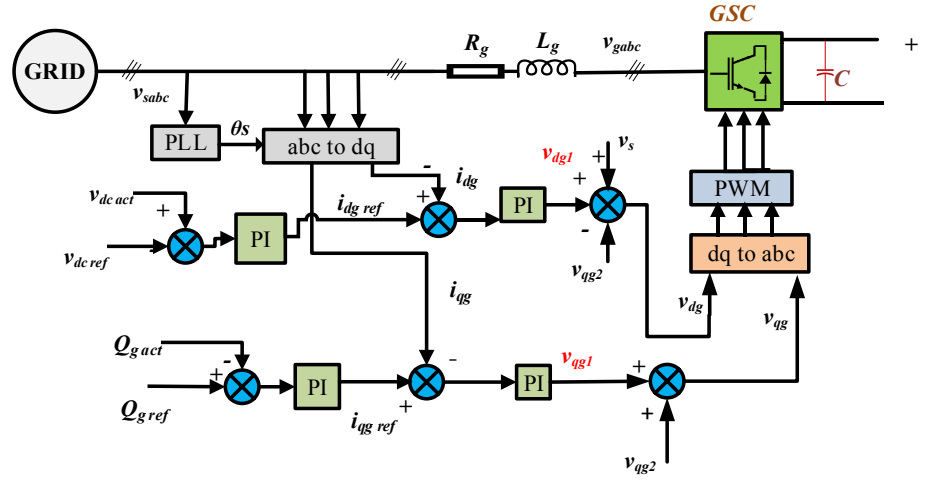 GSC
R_g
L_g
v_gabc
+
GRID
v_sabc
C
PLL
θs
abc to dq
-
i_dg
v_dg1
+
v_s
+
PWM
v_dc act
+
i_dg ref
+
PI
PI
-
-
v_dc ref
v_qg2
dq to abc
i_qg
v_dg
v_qg
Q_g act
-
-
v_qg1
+
PI
+
PI
+
+
Q_g ref
i_qg ref
v_qg2